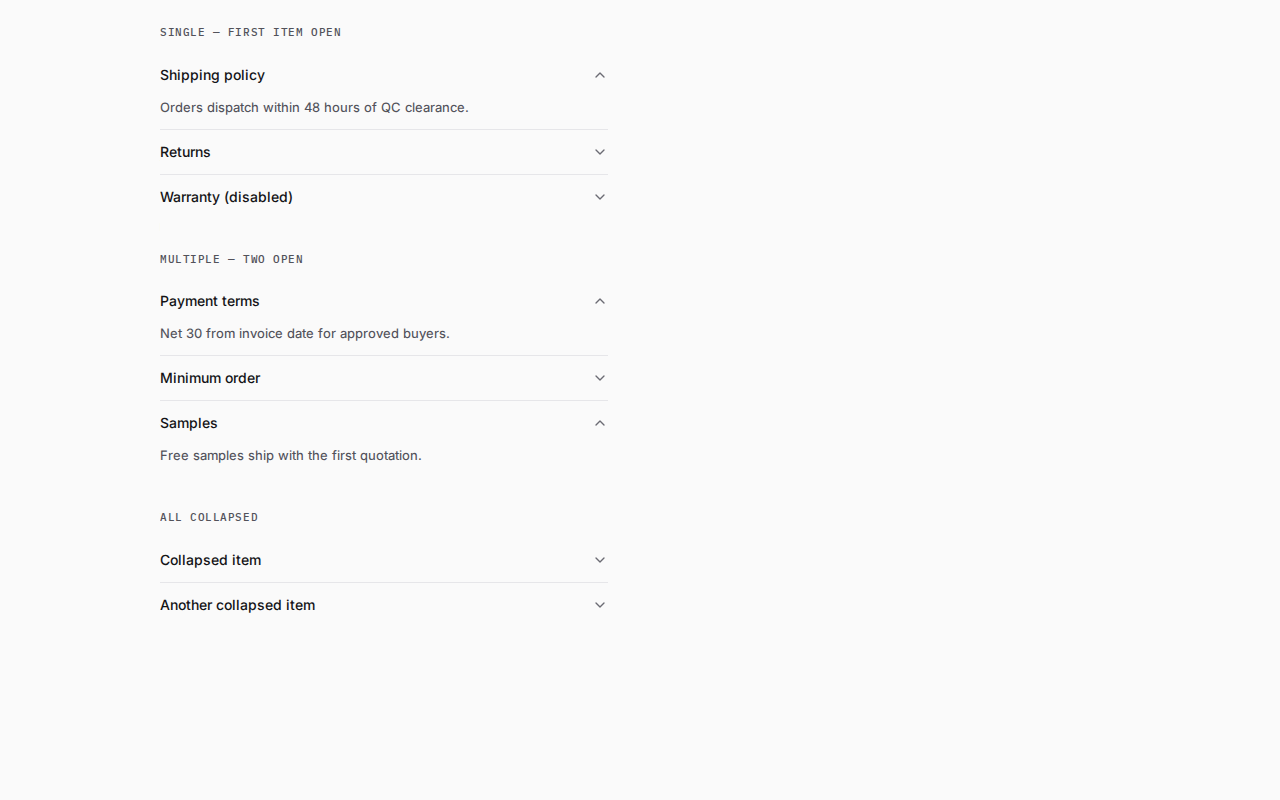 SINGLE — FIRST ITEM OPEN
Shipping policy
Orders dispatch within 48 hours of QC clearance.
Returns
Warranty (disabled)
MULTIPLE — TWO OPEN
Payment terms
Net 30 from invoice date for approved buyers.
Minimum order
Samples
Free samples ship with the first quotation.
ALL COLLAPSED
Collapsed item
Another collapsed item